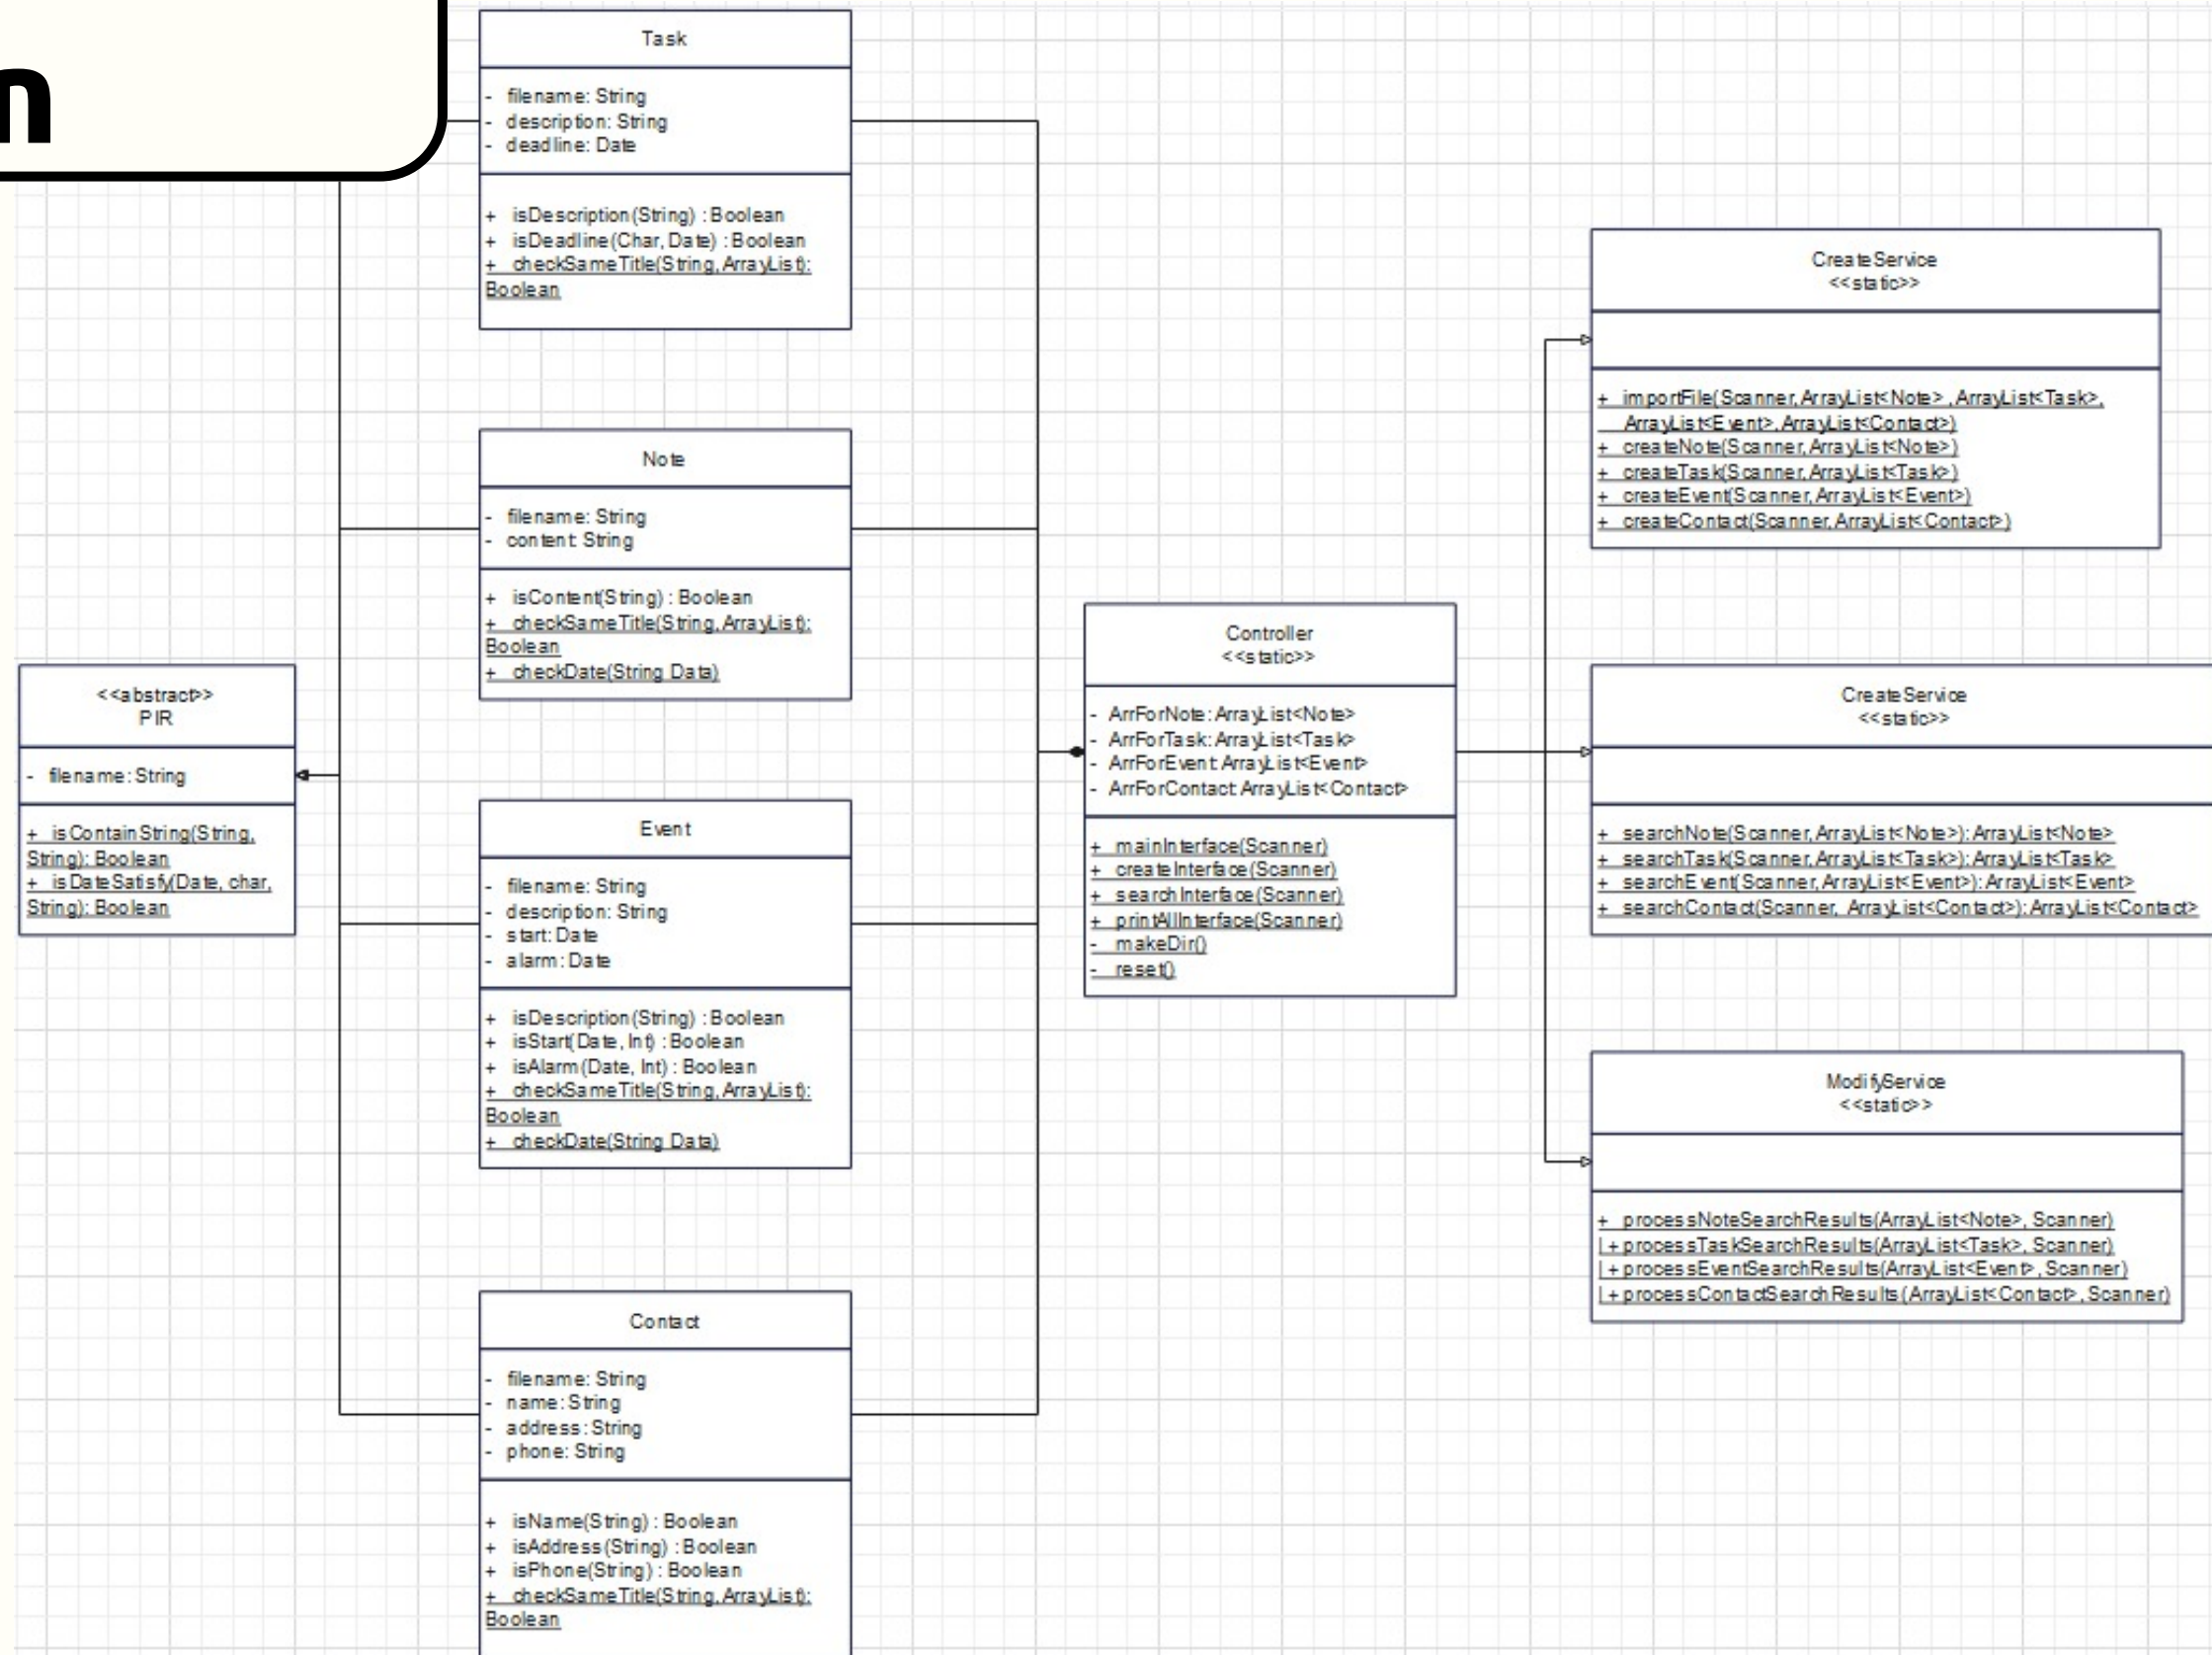 n
Task
- filename: String
- description: String
- deadline: Date
+ isDescription(String) : Boolean
+ isDeadline(Char, Date) : Boolean
+ checkSameTitle(String, ArrayList):
Boolean
Note
- filename: String
- content: String
+ isContent(String) : Boolean
+ checkSameTitle(String, ArrayList):
Boolean
+ checkDate(String Data)
<<abstract>>
PIR
- filename: String
+ isContainString(String,
String): Boolean
+ isDateSatisfy(Date, char,
String): Boolean
Event
- filename: String
- description: String
- start: Date
- alarm: Date
+ isDescription(String) : Boolean
+ isStart(Date, Int) : Boolean
+ isAlarm(Date, Int) : Boolean
+ checkSameTitle(String, ArrayList):
Boolean
+ checkDate(String Data)
Contact
- filename: String
- name: String
- address: String
- phone: String
+ isName(String) : Boolean
+ isAddress(String) : Boolean
+ isPhone(String) : Boolean
+ checkSameTitle(String, ArrayList):
Boolean
Controller
<<static>>
- ArrForNote: ArrayList<Note>
- ArrForTask: ArrayList<Task>
- ArrForEvent: ArrayList<Event>
- ArrForContact: ArrayList<Contact>
+ mainInterface(Scanner)
+ createInterface(Scanner)
+ searchInterface(Scanner)
+ printAllInterface(Scanner)
- makeDir()
- reset()
CreateService
<<static>>
+ importFile(Scanner, ArrayList<Note> , ArrayList<Task>,
ArrayList<Event>, ArrayList<Contact>)
+ createNote(Scanner, ArrayList<Note>)
+ createTask(Scanner, ArrayList<Task>)
+ createEvent(Scanner, ArrayList<Event>)
+ createContact(Scanner, ArrayList<Contact>)
CreateService
<<static>>
+ searchNote(Scanner, ArrayList<Note>): ArrayList<Note>
+ searchTask(Scanner, ArrayList<Task>): ArrayList<Task>
+ searchEvent(Scanner, ArrayList<Event>): ArrayList<Event>
+ searchContact(Scanner, ArrayList<Contact>): ArrayList<Contact>
ModifyService
<<static>>
+ processNoteSearchResults(ArrayList<Note>, Scanner)
| + processTaskSearchResults(ArrayList<Task>, Scanner)
| + processEventSearchResults(ArrayList<Event>, Scanner)
| + processContactSearchResults(ArrayList<Contact>, Scanner)